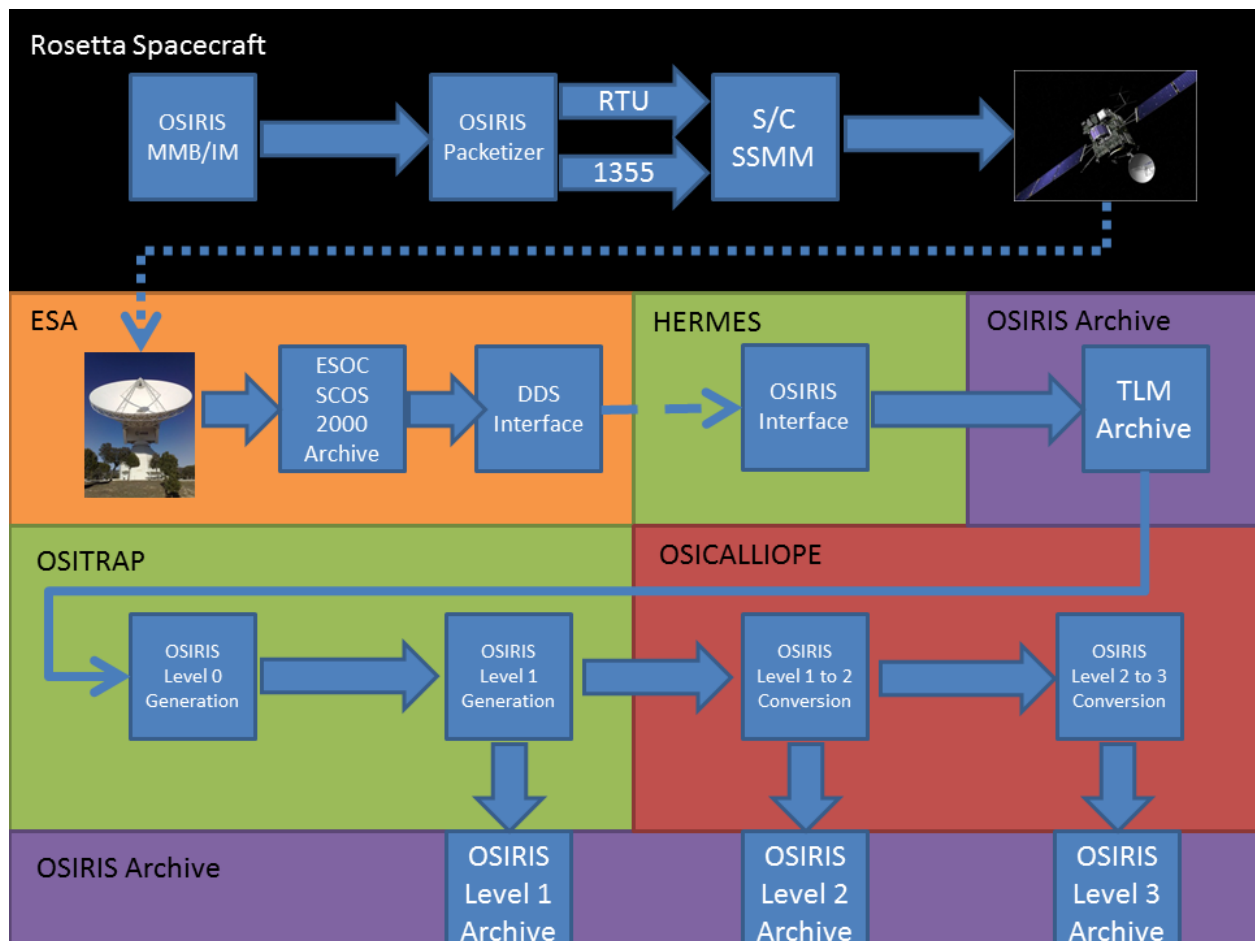 Rosetta Spacecraft
OSIRIS
MMB/IM
OSIRIS
Packetizer
RTU
1355
S/C
SSMM
ESA
ESOC
SCOS
2000
Archive
DDS
Interface
HERMES
OSIRIS
Interface
OSIRIS Archive
TLM
Archive
OSITRAP
OSIRIS
Level 0
Generation
OSIRIS
Level 1
Generation
OSICALLIOPE
OSIRIS
Level 1 to 2
Conversion
OSIRIS
Level 2 to 3
Conversion
OSIRIS Archive
OSIRIS
Level 1
Archive
OSIRIS
Level 2
Archive
OSIRIS
Level 3
Archive